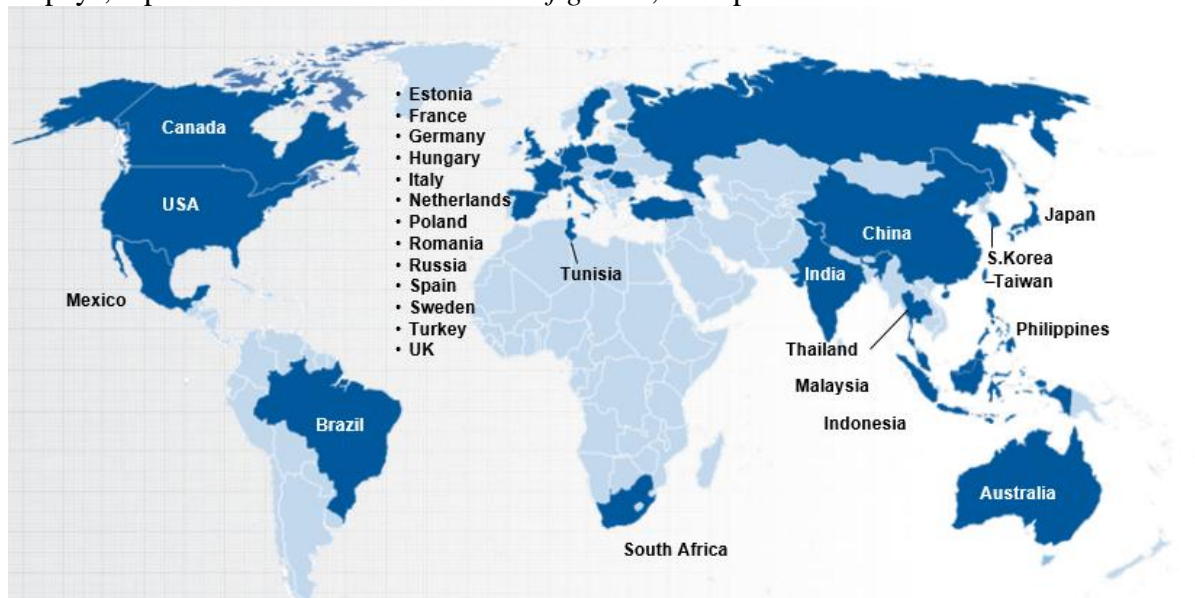 Canada
USA
Mexico
Brazil
• Estonia
• France
• Germany
• Hungary
• Italy
• Netherlands
• Poland
• Romania
• Russia
• Spain
• Sweden
• Turkey
• UK
Tunisia
South Africa
China
India
Japan
S.Korea
Taiwan
Philippines
Thailand
Malaysia
Indonesia
Australia